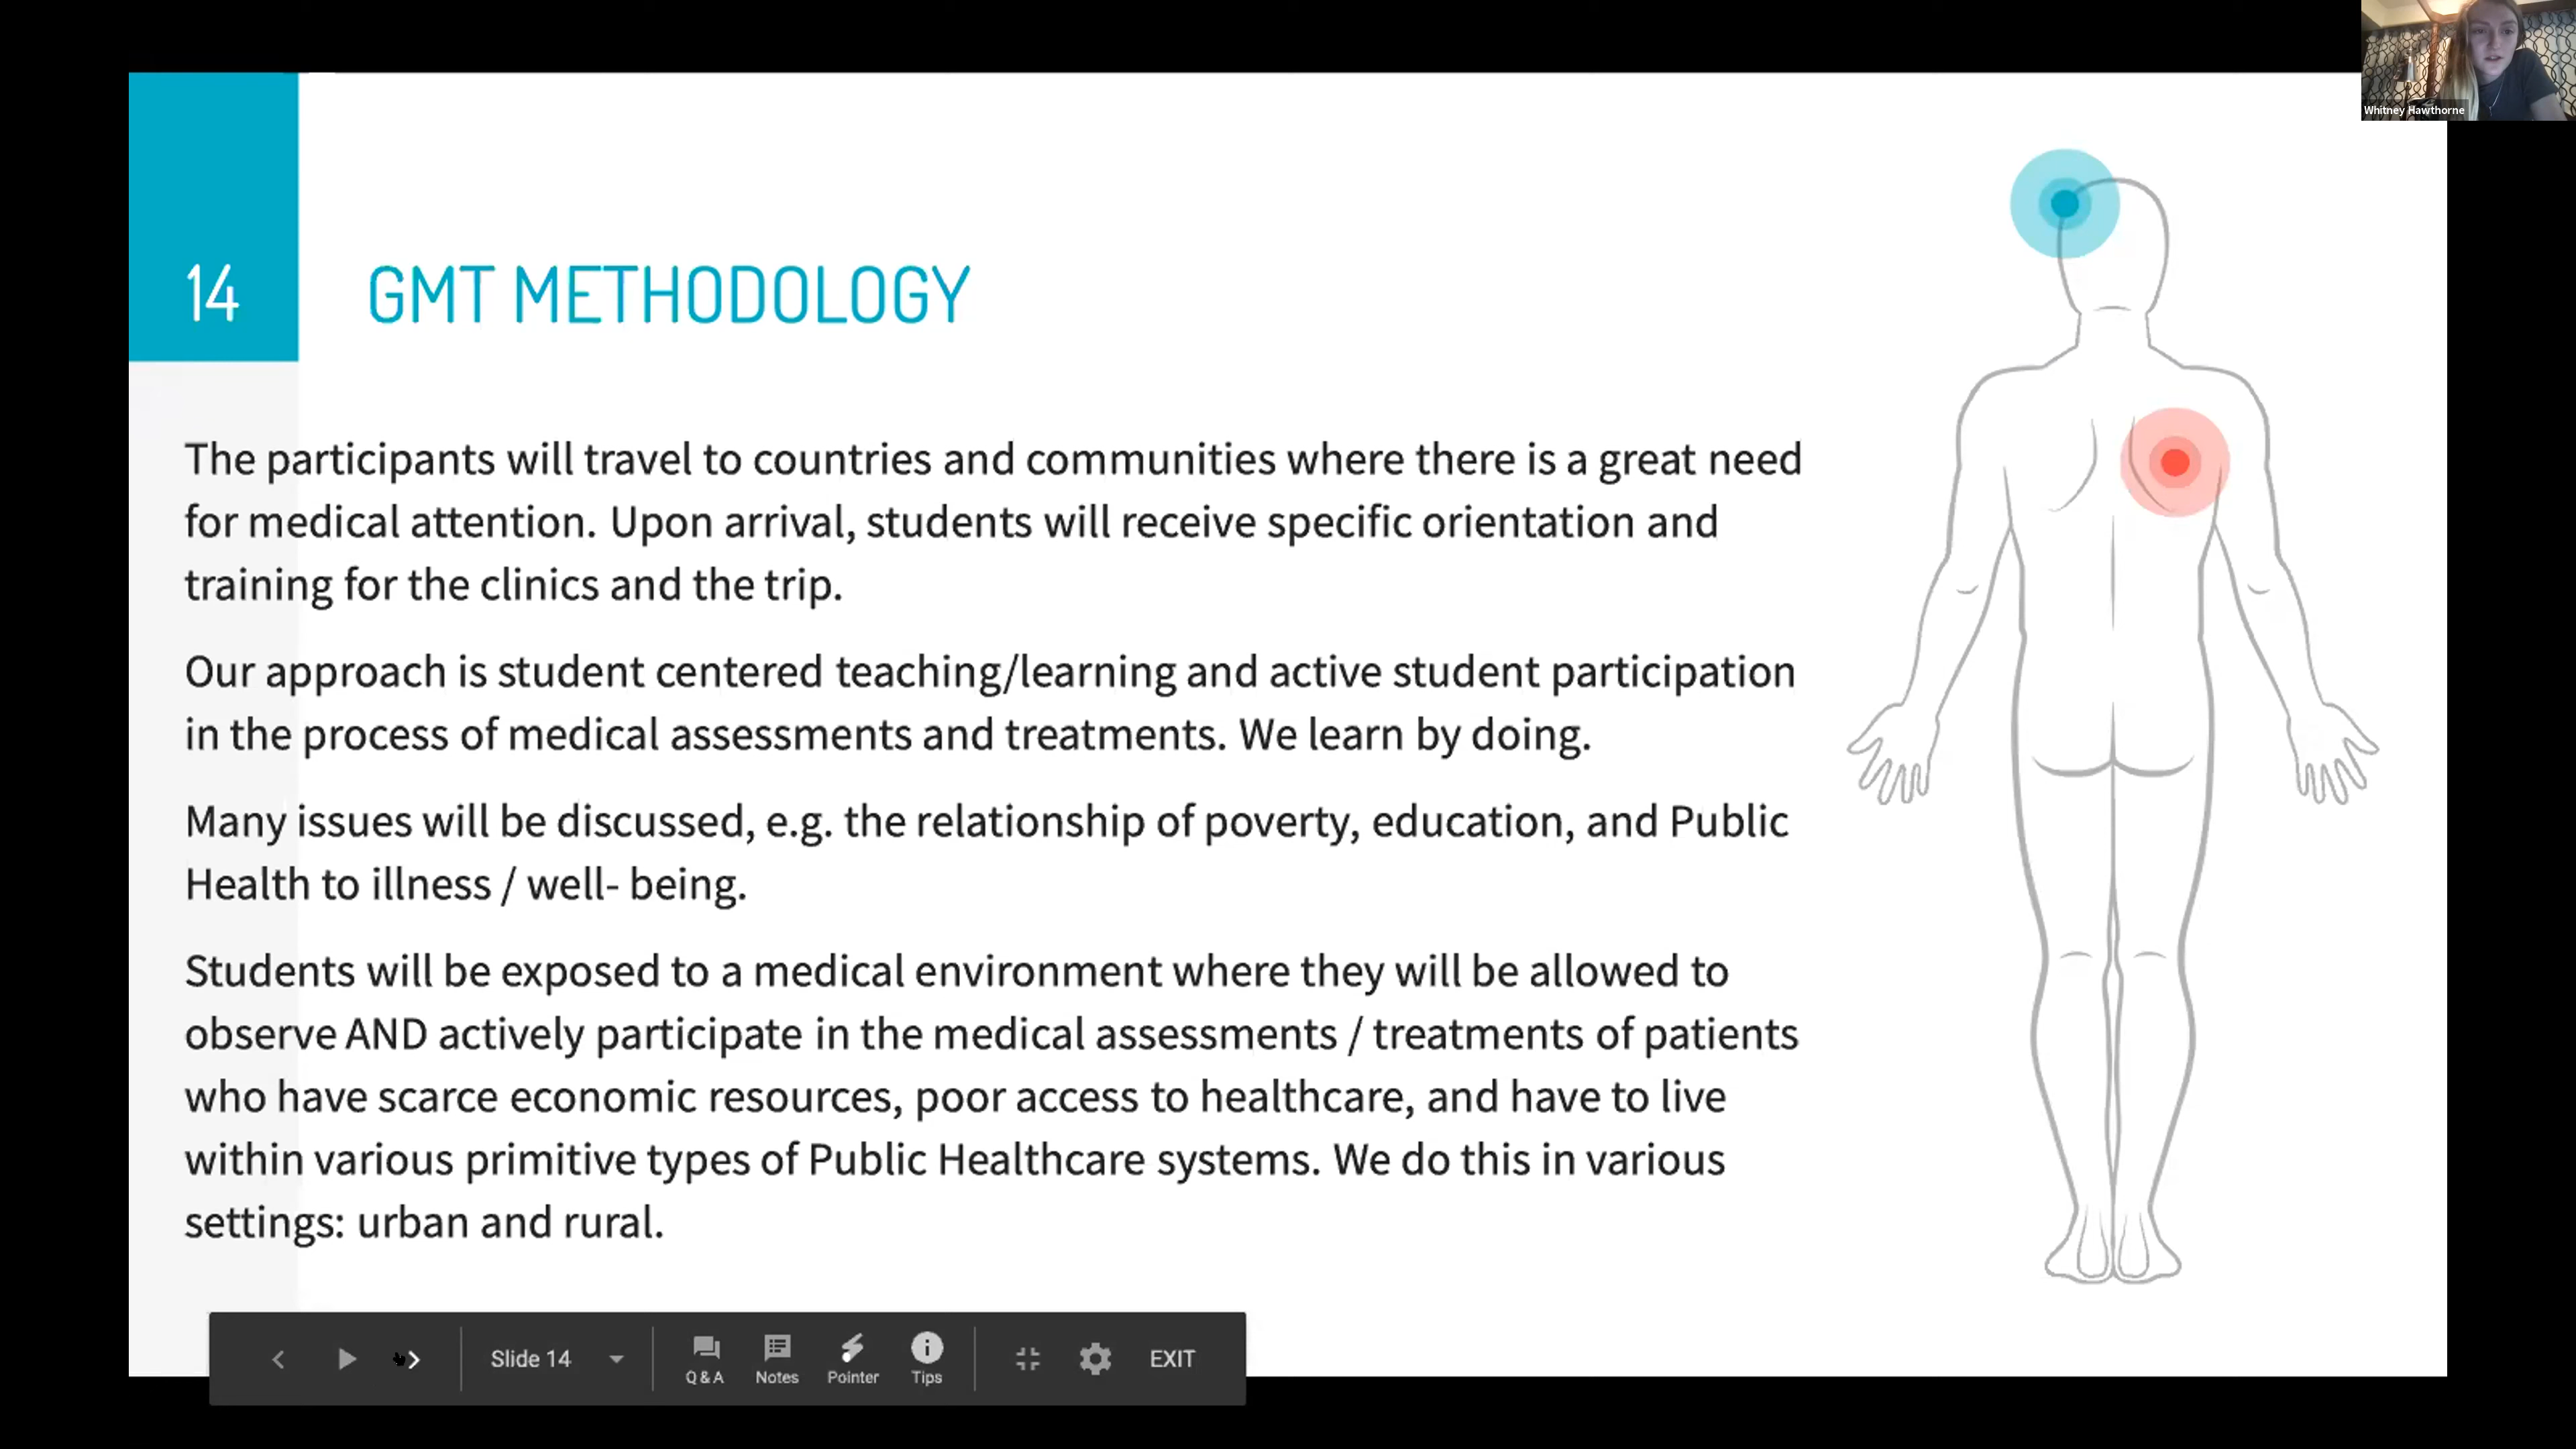 Whitney Hawthorne
14
GMT METHODOLOGY
The participants will travel to countries and communities where there is a great need
for medical attention. Upon arrival, students will receive specific orientation and
training for the clinics and the trip.
Our approach is student centered teaching/learning and active student participation
in the process of medical assessments and treatments. We learn by doing.
Many issues will be discussed, e.g. the relationship of poverty, education, and Public
Health to illness / well- being.
Students will be exposed to a medical environment where they will be allowed to
observe AND actively participate in the medical assessments / treatments of patients
who have scarce economic resources, poor access to healthcare, and have to live
within various primitive types of Public Healthcare systems. We do this in various
settings: urban and rural.
Slide 14
Q & A
Notes
Pointer
Tips
EXIT